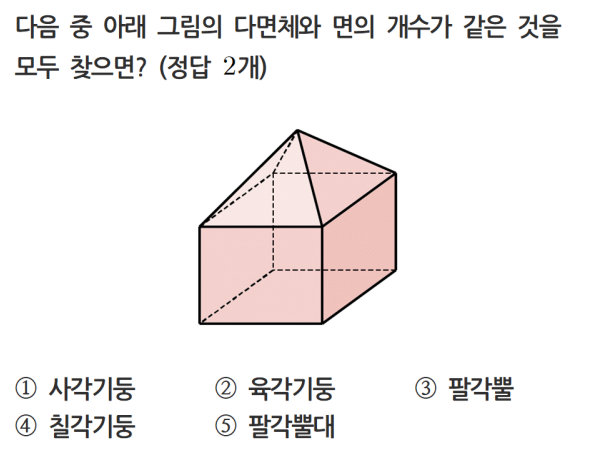 다음 중 아래 그림의 다면체와 면의 개수가 같은 것을
모두 찾으면? (정답 2개)
① 사각기둥 ② 육각기둥 ③ 팔각뿔
④ 칠각기둥 ⑤ 팔각뿔대